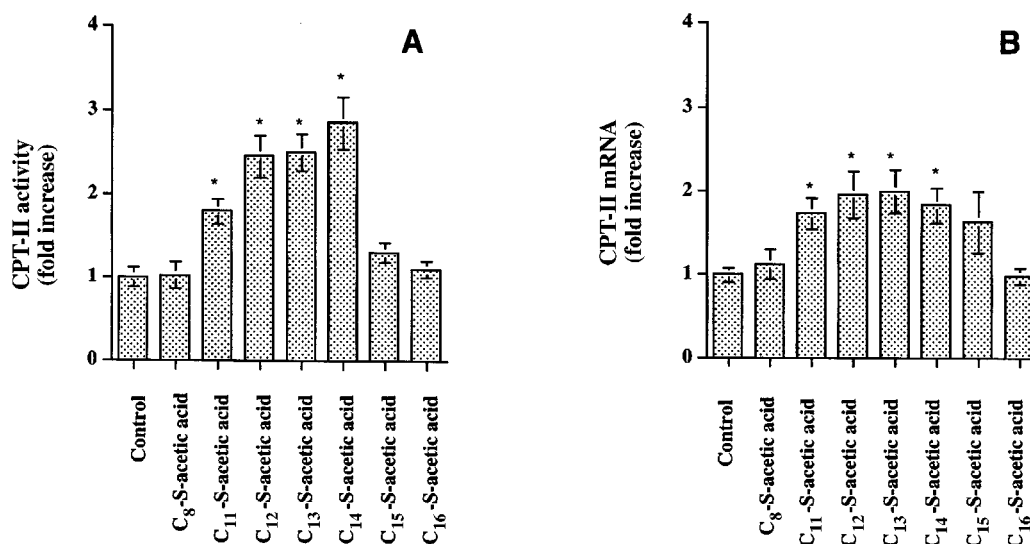 A
CPT-II activity
(fold increase)
4
3
2
1
0
*
*
*
*
Control
C₈-S-acetic acid
C₁₁-S-acetic acid
C₁₂-S-acetic acid
C₁₃-S-acetic acid
C₁₄-S-acetic acid
C₁₅-S-acetic acid
C₁₆-S-acetic acid
B
CPT-II mRNA
(fold increase)
4
3
2
1
0
*
*
*
*
Control
C₈-S-acetic acid
C₁₁-S-acetic acid
C₁₂-S-acetic acid
C₁₃-S-acetic acid
C₁₄-S-acetic acid
C₁₅-S-acetic acid
C₁₆-S-acetic acid